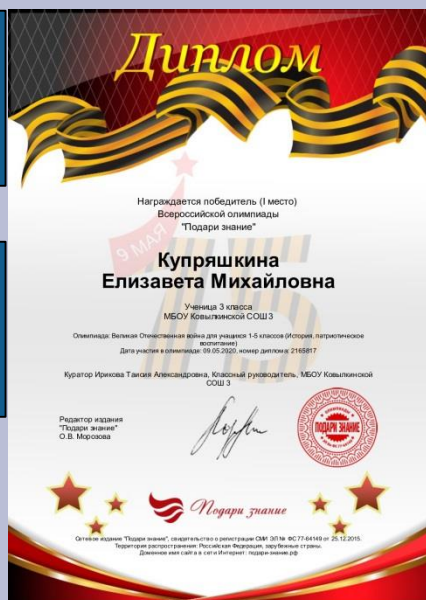 Диплом
Награждается победитель (I место)
Всероссийской олимпиады
"Подари знание"
9 МАЯ
75
Купряшкина
Елизавета Михайловна
Ученица 3 класса
МБОУ Ковылкинской СОШ 3
Олимпиада: Великая Отечественная война для учащихся 1-5 классов (История, патриотическое
воспитание)
Дата участия в олимпиаде: 09.05.2020, номер диплома: 2165817
Куратор Ирикова Таисия Александровна, Классный руководитель, МБОУ Ковылкинской
СОШ 3
Редактор издания
"Подари знание"
О.В. Морозова
ПОДАРИ ЗНАНИЕ
Подари знание
Сетевое издание "Подари знание", свидетельство о регистрации СМИ ЭЛ № ФС 77-64149 от 25.12.2015.
Территория распространения: Российская Федерация, зарубежные страны.
Доменное имя сайта в сети Интернет: подари-знание.рф